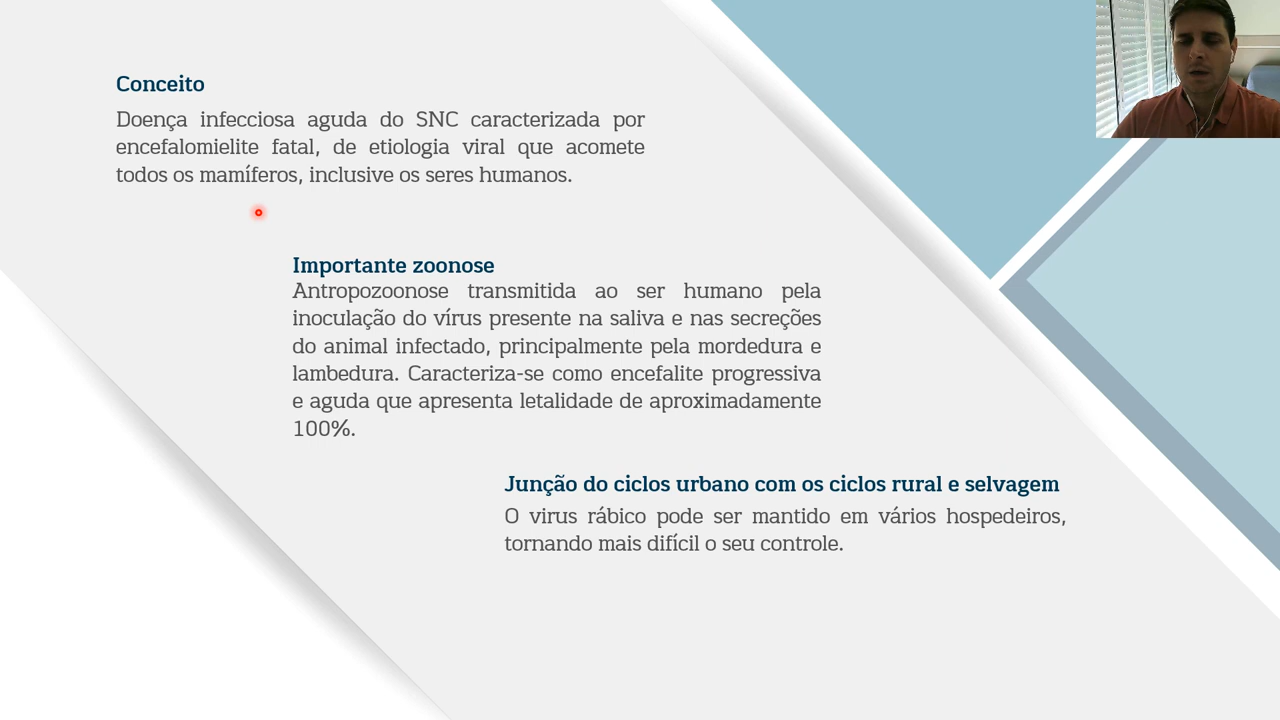 Conceito
Doença infecciosa aguda do SNC caracterizada por
encefalomielite fatal, de etiologia viral que acomete
todos os mamíferos, inclusive os seres humanos.
Importante zoonose
Antropozoonose transmitida ao ser humano pela
inoculação do vírus presente na saliva e nas secreções
do animal infectado, principalmente pela mordedura e
lambedura. Caracteriza-se como encefalite progressiva
e aguda que apresenta letalidade de aproximadamente
100%.
Junção do ciclos urbano com os ciclos rural e selvagem
O virus rábico pode ser mantido em vários hospedeiros,
tornando mais difícil o seu controle.